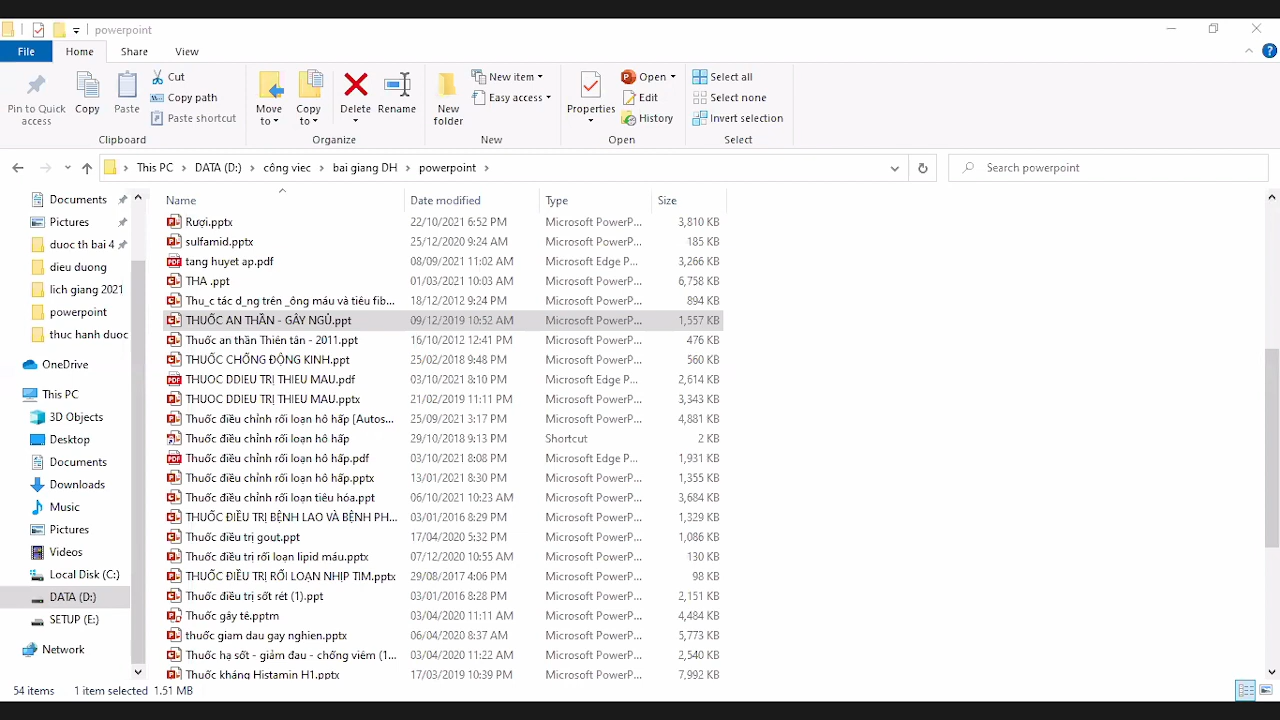 powerpoint
File Home Share View
Pin to Quick access
Copy
Paste
Cut
Copy path
Paste shortcut
Clipboard
Move to
Copy to
Delete
Rename
Organize
New folder
New item
Easy access
New
Properties
Open
Edit
History
Open
Select all
Select none
Invert selection
Select
This PC DATA (D:) công viec bai giang DH powerpoint
Search powerpoint
Documents
Pictures
duoc th bai 4
dieu duong
lich giang 2021
powerpoint
thuc hanh duoc
OneDrive
This PC
3D Objects
Desktop
Documents
Downloads
Music
Pictures
Videos
Local Disk (C:)
DATA (D:)
SETUP (E:)
Network
Name Date modified Type Size
Rượi.pptx 22/10/2021 6:52 PM Microsoft PowerP... 3,810 KB
sulfamid.pptx 25/12/2020 9:24 AM Microsoft PowerP... 185 KB
tang huyet ap.pdf 08/09/2021 11:02 AM Microsoft Edge P... 3,266 KB
THA .ppt 01/03/2021 10:03 AM Microsoft PowerP... 6,758 KB
Thu_c tác d_ng trên _ông máu và tiêu fib... 18/12/2012 9:24 PM Microsoft PowerP... 894 KB
THUỐC AN THẦN - GÂY NGỦ.ppt 09/12/2019 10:52 AM Microsoft PowerP... 1,557 KB
Thuốc an thần Thiên tân - 2011.ppt 16/10/2012 12:41 PM Microsoft PowerP... 476 KB
THUỐC CHỐNG ĐỘNG KINH.ppt 25/02/2018 9:48 PM Microsoft PowerP... 560 KB
THUOC DDIEU TRỊ THIEU MAU.pdf 03/10/2021 8:10 PM Microsoft Edge P... 2,614 KB
THUOC DDIEU TRỊ THIEU MAU.pptx 21/02/2019 11:11 PM Microsoft PowerP... 3,343 KB
Thuốc điều chỉnh rối loạn hô hấp [Autos... 25/09/2021 3:17 PM Microsoft PowerP... 4,881 KB
Thuốc điều chỉnh rối loạn hô hấp 29/10/2018 9:13 PM Shortcut 2 KB
Thuốc điều chỉnh rối loạn hô hấp.pdf 03/10/2021 8:08 PM Microsoft Edge P... 1,931 KB
Thuốc điều chỉnh rối loạn hô hấp.pptx 13/01/2021 8:30 PM Microsoft PowerP... 1,355 KB
Thuốc điều chỉnh rối loạn tiêu hóa.ppt 06/10/2021 10:23 AM Microsoft PowerP... 3,684 KB
THUỐC ĐIỀU TRỊ BỆNH LAO VÀ BỆNH PH... 03/01/2016 8:29 PM Microsoft PowerP... 1,329 KB
Thuốc điều trị gout.ppt 17/04/2020 5:32 PM Microsoft PowerP... 1,086 KB
Thuốc điều trị rối loạn lipid máu.pptx 07/12/2020 10:55 AM Microsoft PowerP... 130 KB
THUỐC ĐIỀU TRỊ RỐI LOẠN NHỊP TIM.pptx 29/08/2017 4:06 PM Microsoft PowerP... 98 KB
Thuốc điều trị sốt rét (1).ppt 03/01/2016 8:28 PM Microsoft PowerP... 2,151 KB
Thuốc gây tê.pptm 03/04/2020 11:11 AM Microsoft PowerP... 4,484 KB
thuốc giam dau gay nghien.pptx 06/04/2020 8:37 AM Microsoft PowerP... 5,773 KB
Thuốc hạ sốt - giảm đau - chống viêm (1... 03/04/2020 11:22 AM Microsoft PowerP... 2,540 KB
Thuốc kháng Histamin H1.pptx 17/03/2019 10:39 PM Microsoft PowerP... 7,992 KB
54 items 1 item selected 1.51 MB